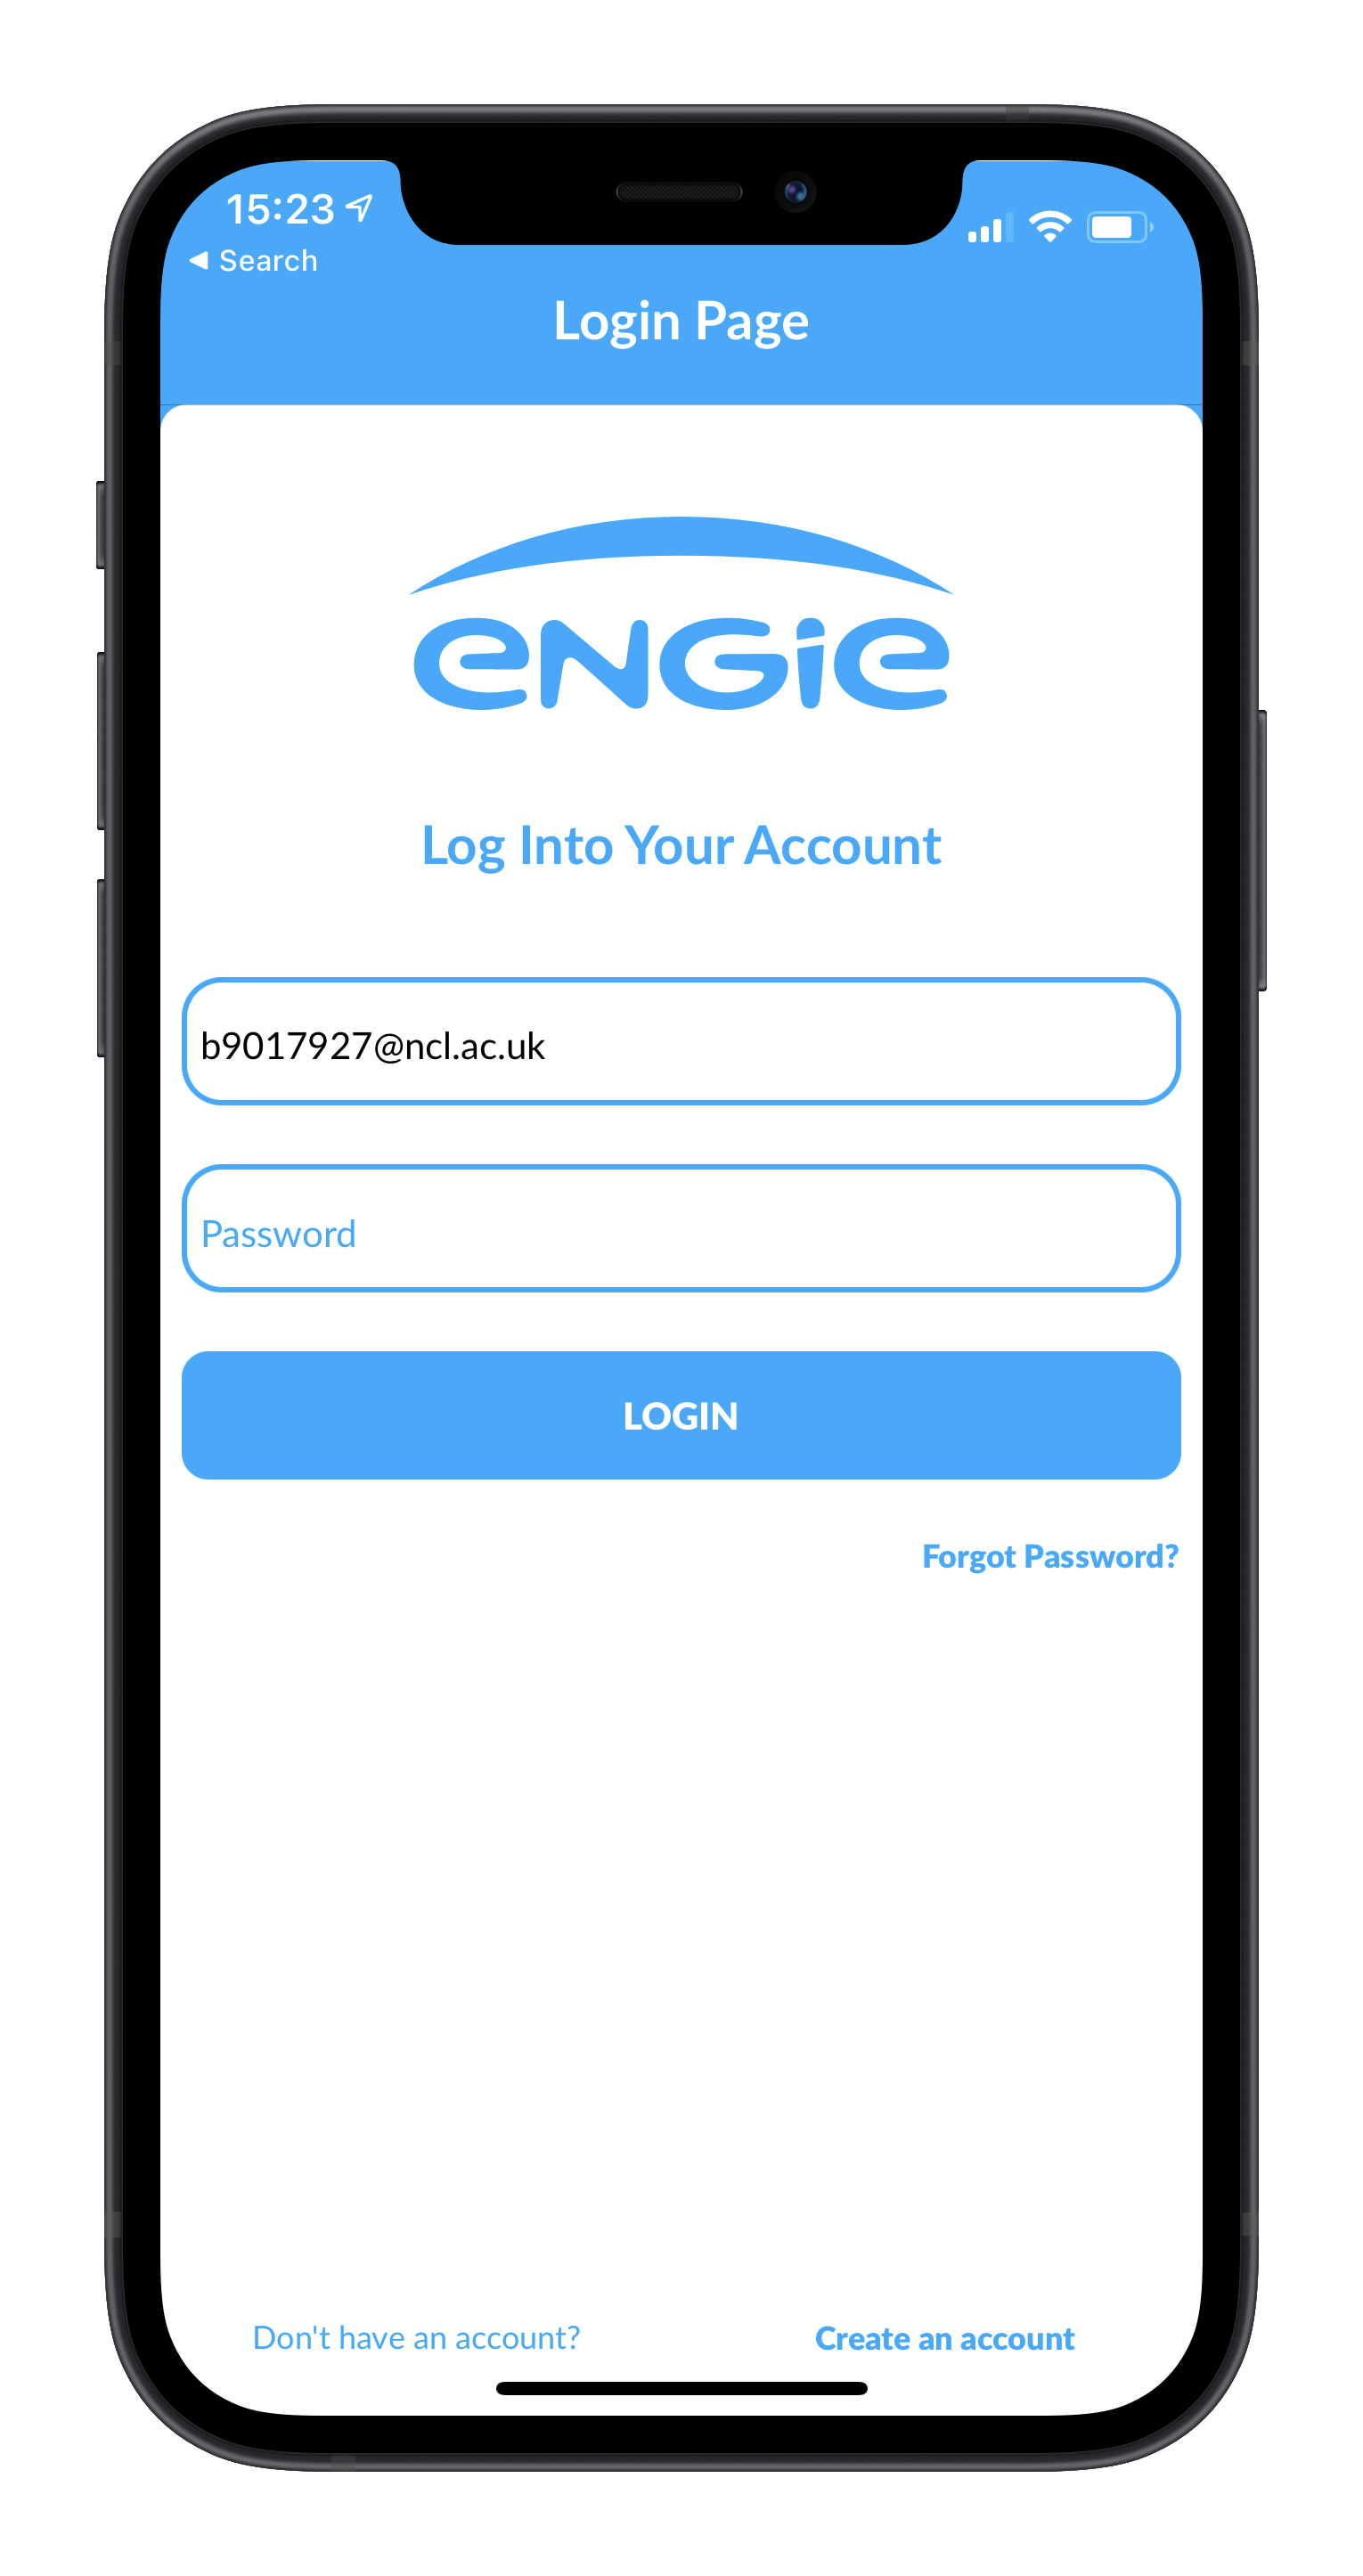 15:23
Search
Login Page
eNGie
Log Into Your Account
b9017927@ncl.ac.uk
Password
LOGIN
Forgot Password?
Don't have an account? Create an account